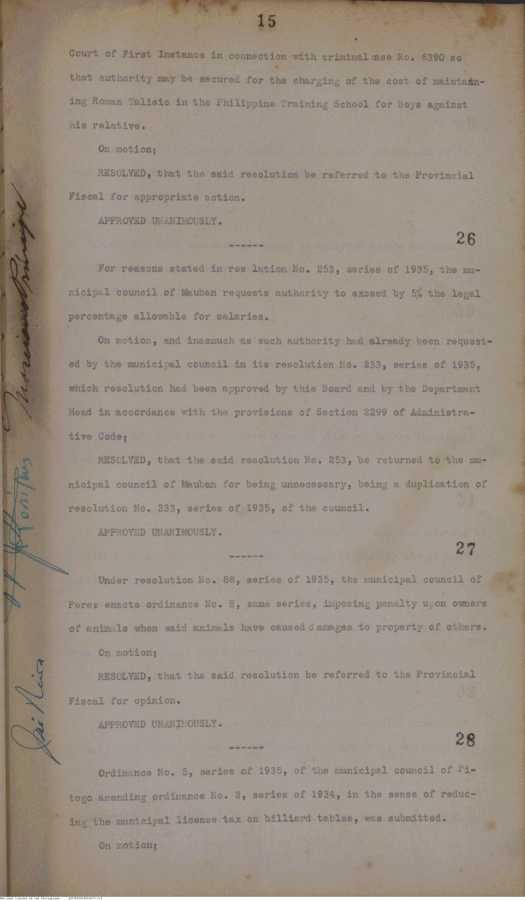 15
Court of First Instance in connection with criminal case No. 6390 so
that authority may be secured for the charging of the cost of maintain-
ing Roman Talisic in the Philippine Training School for Boys against
his relative.
On motion;
RESOLVED, that the said resolution be referred to the Provincial
Fiscal for appropriate action.
APPROVED UNANIMOUSLY.
------
26
For reasons stated in res lution No. 253, series of 1935, the mu-
nicipal council of Mauban requests authority to exceed by 5% the legal
percentage allowable for salaries.
On motion, and inasmuch as such authority had already been request-
ed by the municipal council in its resolution No. 233, series of 1935,
which resolution had been approved by this Board and by the Department
Head in accordance with the provisions of Section 2299 of Administra-
tive Code;
RESOLVED, that the said resolution No. 253, be returned to the mu-
nicipal council of Mauban for being unnecessary, being a duplication of
resolution No. 233, series of 1935, of the council.
APPROVED UNANIMOUSLY.
------
27
Under resolution No. 88, series of 1935, the municipal council of
Perez enacts ordinance No. 8, same series, imposing penalty upon owners
of animals when said animals have caused damages to property of others.
On motion;
RESOLVED, that the said resolution be referred to the Provincial
Fiscal for opinion.
APPROVED UNANIMOUSLY.
------
28
Ordinance No. 5, series of 1935, of the municipal council of Pi-
togo amending ordinance No. 3, series of 1934, in the sense of reduc-
ing the municipal license tax on billiard tables, was submitted.
On motion;